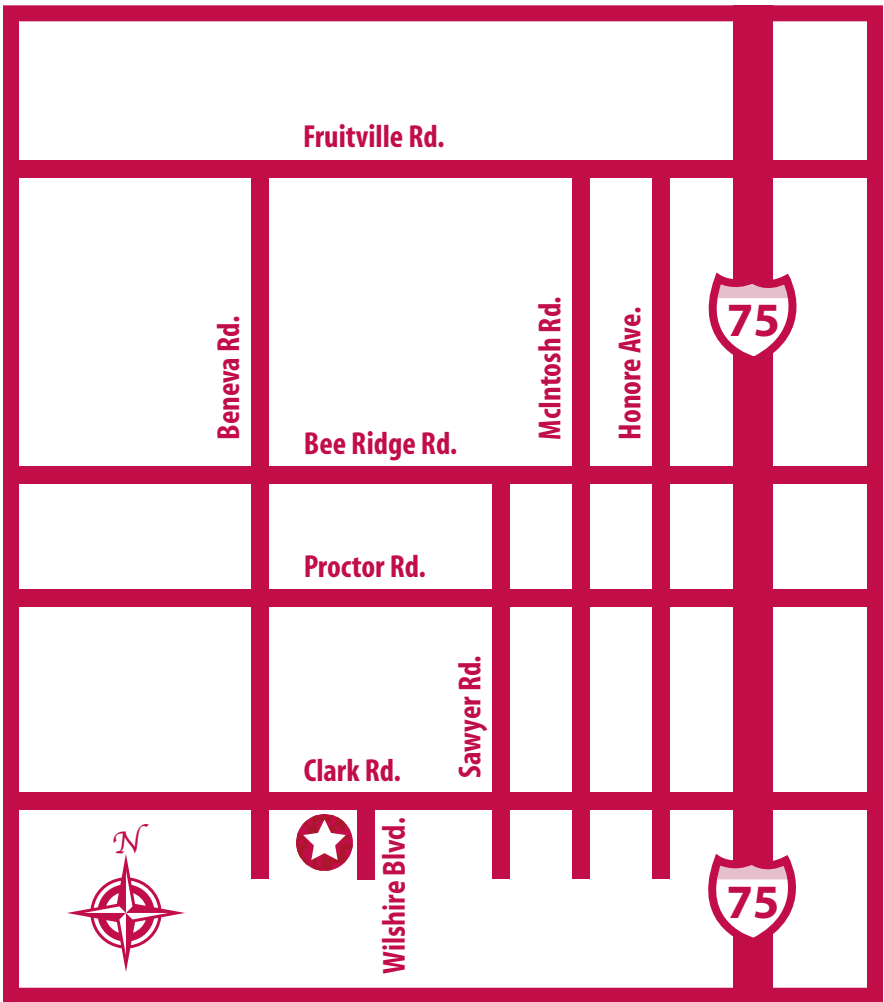 Fruitville Rd.
75
Beneva Rd.
McIntosh Rd.
Honore Ave.
Bee Ridge Rd.
Proctor Rd.
Sawyer Rd.
Clark Rd.
N
Wilshire Blvd.
75